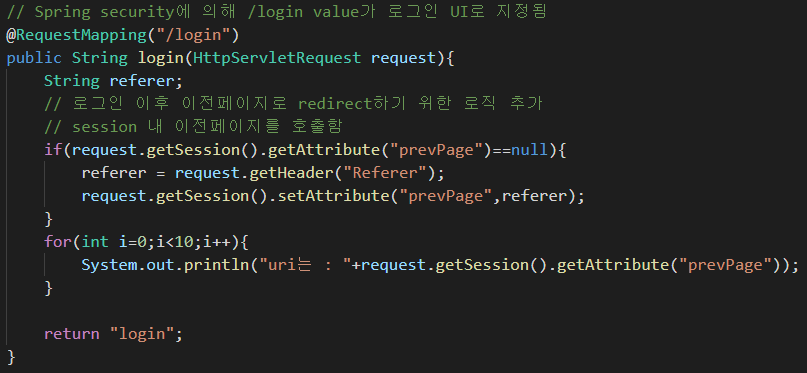 // Spring security에 의해 /login value가 로그인 UI로 지정됨
@RequestMapping("/login")
public String login(HttpServletRequest request){
String referer;
// 로그인 이후 이전페이지로 redirect하기 위한 로직 추가
// session 내 이전페이지를 호출함
if(request.getSession().getAttribute("prevPage")==null){
referer = request.getHeader("Referer");
request.getSession().setAttribute("prevPage",referer);
}
for(int i=0;i<10;i++){
System.out.println("uri는 : "+request.getSession().getAttribute("prevPage"));
}
return "login";
}